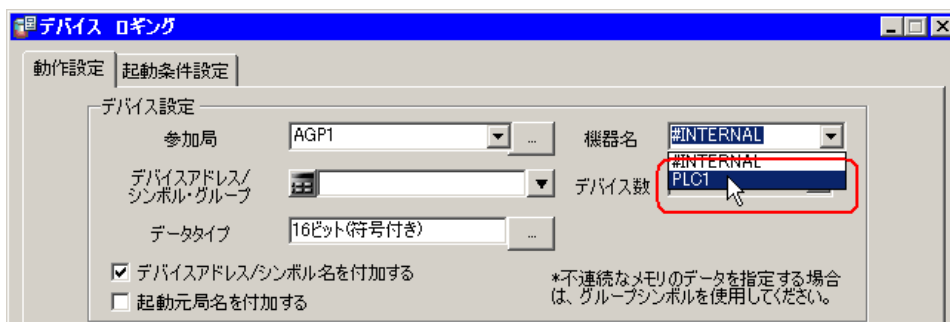 デバイス ロギング
動作設定 起動条件設定
デバイス設定
参加局 AGP1 ... 機器名 #INTERNAL
#INTERNAL
PLC1
デバイスアドレス/
シンボル・グループ デバイス数
データタイプ 16ビット(符号付き) ...
デバイスアドレス/シンボル名を付加する
起動元局名を付加する
*不連続なメモリのデータを指定する場合
は、グループシンボルを使用してください。